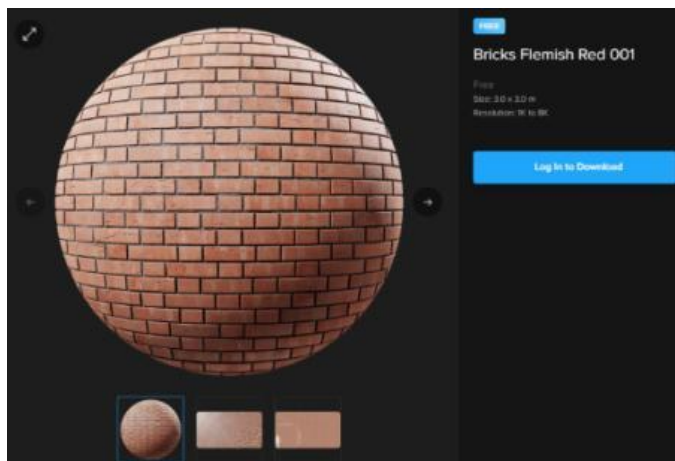 FREE
Bricks Flemish Red 001
Free
Size: 3.0 x 3.0 m
Resolution: 1K to 8K
Log In to Download